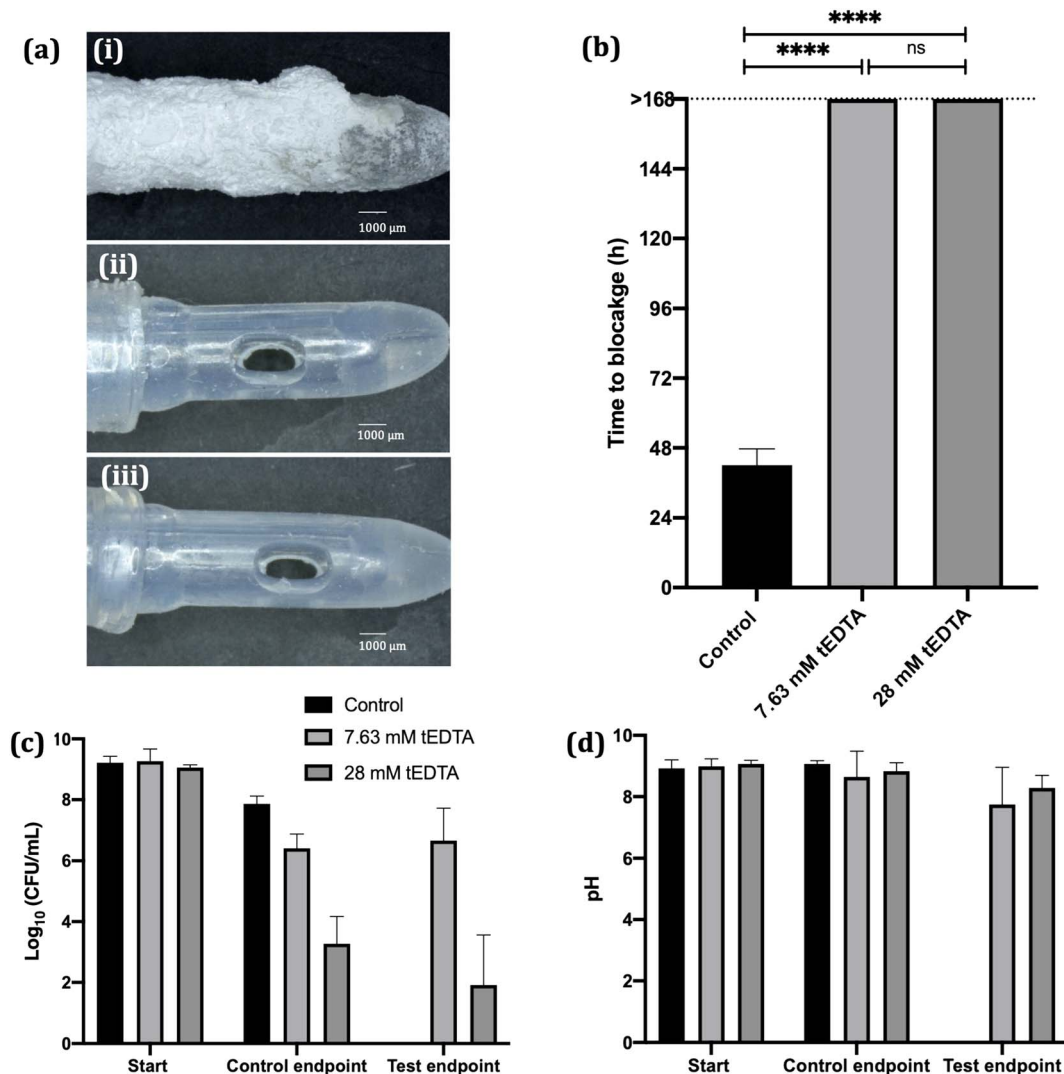 (a)
(i)
1000 µm
(ii)
1000 µm
(iii)
1000 µm
(b)
****
****
ns
>168
144
120
96
72
48
24
0
Time to blocakge (h)
Control
7.63 mM tEDTA
28 mM tEDTA
(c)
Control
7.63 mM tEDTA
28 mM tEDTA
10
8
6
4
2
0
Log10 (CFU/mL)
Start
Control endpoint
Test endpoint
(d)
10
8
6
4
2
0
pH
Start
Control endpoint
Test endpoint